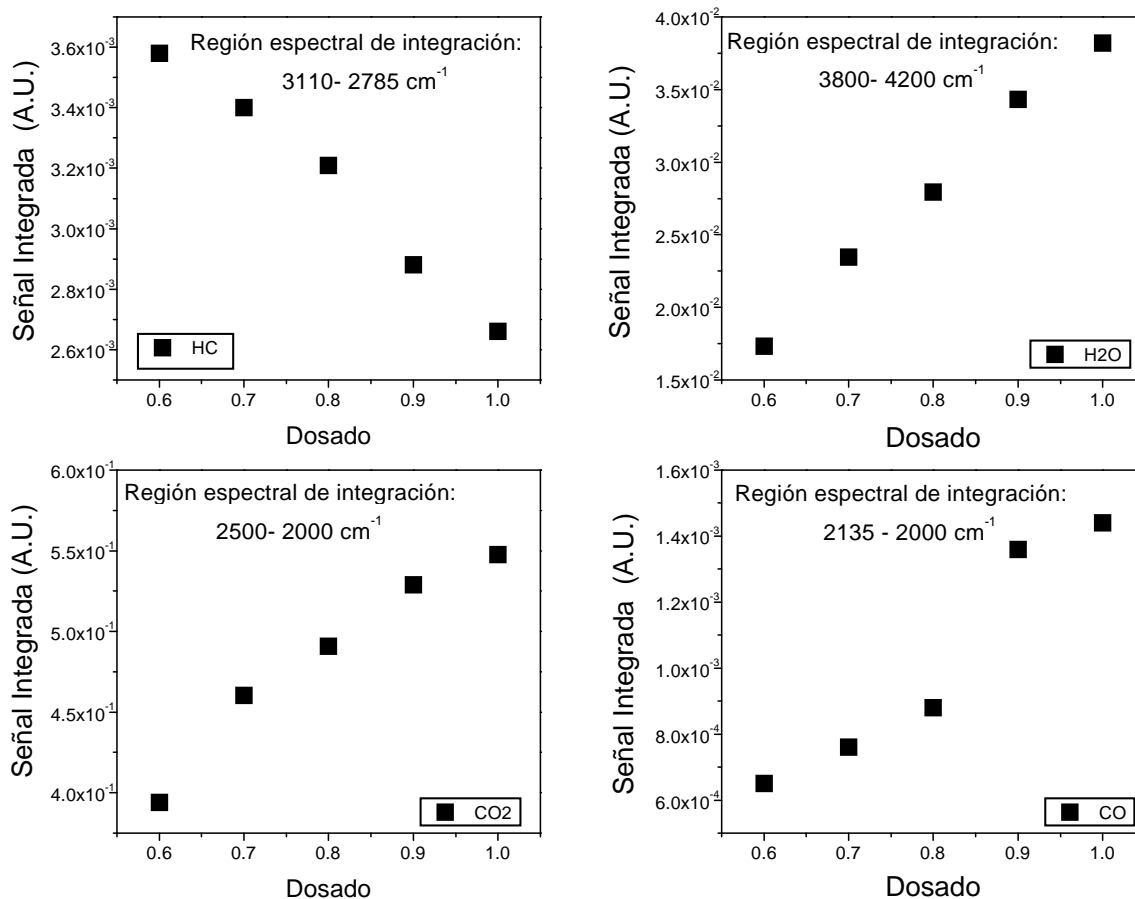 Región espectral de integración:
3110- 2785 cm-1
3.6x10-3
3.4x10-3
3.2x10-3
3.0x10-3
2.8x10-3
2.6x10-3
Señal Integrada (A.U.)
HC
0.6 0.7 0.8 0.9 1.0
Dosado
Región espectral de integración:
3800- 4200 cm-1
4.0x10-2
3.5x10-2
3.0x10-2
2.5x10-2
2.0x10-2
1.5x10-2
Señal Integrada (A.U.)
H2O
0.6 0.7 0.8 0.9 1.0
Dosado
Región espectral de integración:
2500- 2000 cm-1
6.0x10-1
5.5x10-1
5.0x10-1
4.5x10-1
4.0x10-1
Señal Integrada (A.U.)
CO2
0.6 0.7 0.8 0.9 1.0
Dosado
Región espectral de integración:
2135 - 2000 cm-1
1.6x10-3
1.4x10-3
1.2x10-3
1.0x10-3
8.0x10-4
6.0x10-4
Señal Integrada (A.U.)
CO
0.6 0.7 0.8 0.9 1.0
Dosado